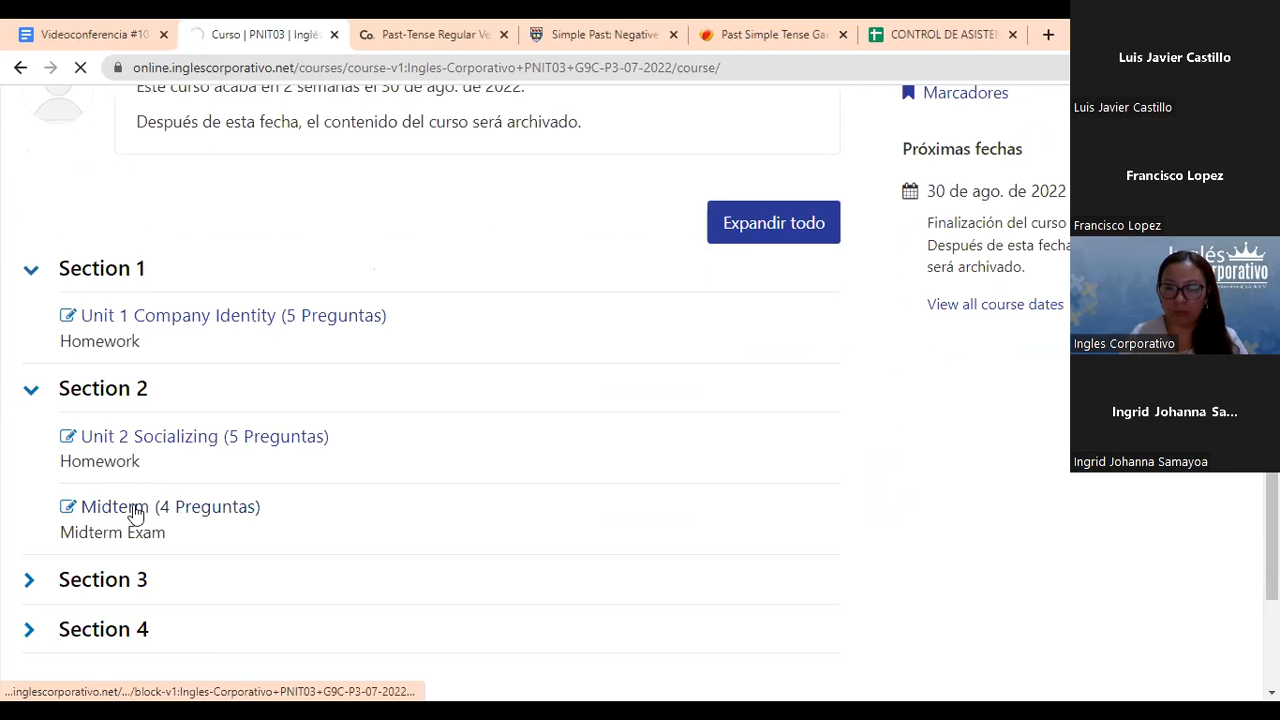 Videoconferencia #10
Curso | PNIT03 | Inglé
Co.
Past-Tense Regular Ve
Simple Past: Negative
Past Simple Tense Gar
CONTROL DE ASISTE
online.inglescorporativo.net/courses/course-v1:Ingles-Corporativo+PNIT03+G9C-P3-07-2022/course/
Este curso acaba en 2 semanas el 30 de ago. de 2022.
Después de esta fecha, el contenido del curso será archivado.
Marcadores
Próximas fechas
30 de ago. de 2022
Finalización del curso
Después de esta fecha
será archivado.
View all course dates
Expandir todo
Section 1
Unit 1 Company Identity (5 Preguntas)
Homework
Section 2
Unit 2 Socializing (5 Preguntas)
Homework
Midterm (4 Preguntas)
Midterm Exam
Section 3
Section 4
...inglescorporativo.net/.../block-v1:Ingles-Corporativo+PNIT03+G9C-P3-07-2022...
Luis Javier Castillo
Luis Javier Castillo
Francisco Lopez
Francisco Lopez
Inglés
orporativo
Ingles Corporativo
Ingrid Johanna Sa...
Ingrid Johanna Samayoa